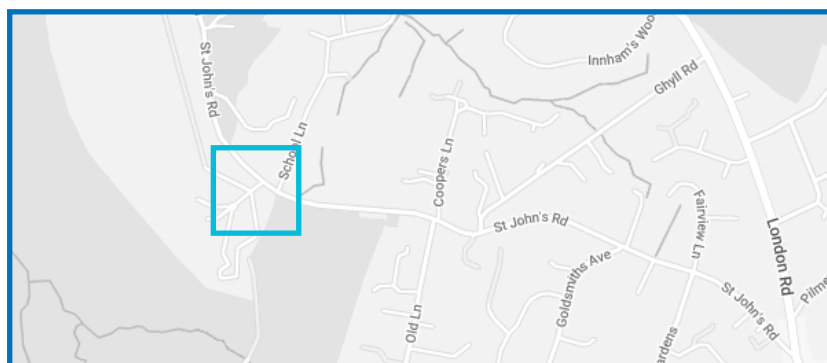 St John's Rd
School Ln
Innham's Woo
Ghyll Rd
Coopers Ln
St John's Rd
Fairview Ln
London Rd
Goldsmiths Ave
St John's Rd
Pilme
Old Ln
ardens